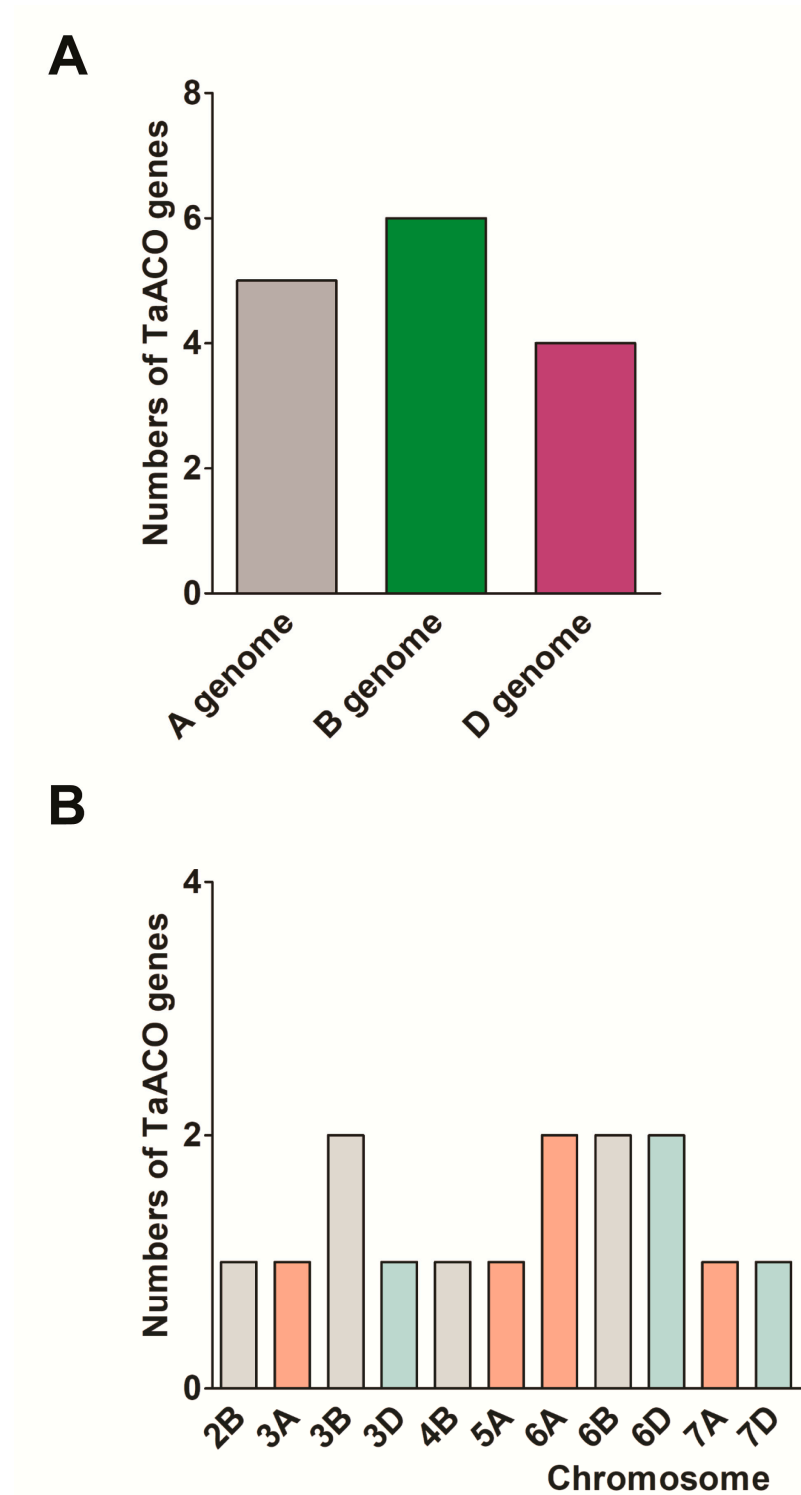 A
Numbers of TaACO genes
8
6
4
2
0
A genome
B genome
D genome
B
Numbers of TaACO genes
4
2
0
2B
3A
3B
3D
4B
5A
6A
6B
6D
7A
7D
Chromosome